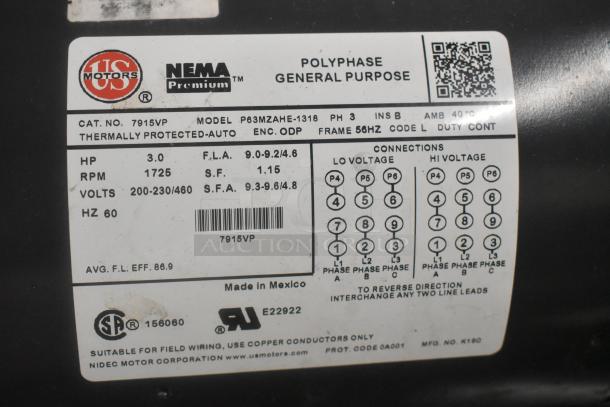 US
MOTORS ®
NEMA
Premium ™
POLYPHASE
GENERAL PURPOSE
CAT. NO. 7915VP MODEL P63MZAHE-1318 PH 3 INS B AMB 40°C
THERMALLY PROTECTED-AUTO ENC. ODP FRAME 56HZ CODE L DUTY CONT
HP 3.0 F.L.A. 9.0-9.2/4.6
RPM 1725 S.F. 1.15
VOLTS 200-230/460 S.F.A. 9.3-9.6/4.8
HZ 60
7915VP
AVG. F.L. EFF. 86.9
CONNECTIONS
LO VOLTAGE HI VOLTAGE
P4 P5 P6 P4 P5 P6
4 5 6 4 5 6
7 8 9 7 8 9
1 2 3 1 2 3
L1 L2 L3 L1 L2 L3
PHASE PHASE PHASE PHASE PHASE PHASE
A B C A B C
TO REVERSE DIRECTION
INTERCHANGE ANY TWO LINE LEADS
Made in Mexico
SA ® 156060
RU E22922
SUITABLE FOR FIELD WIRING, USE COPPER CONDUCTORS ONLY
NIDEC MOTOR CORPORATION www.usmotors.com PROT. CODE 0A001 MFG. NO. K19D
AUCTION GROUP